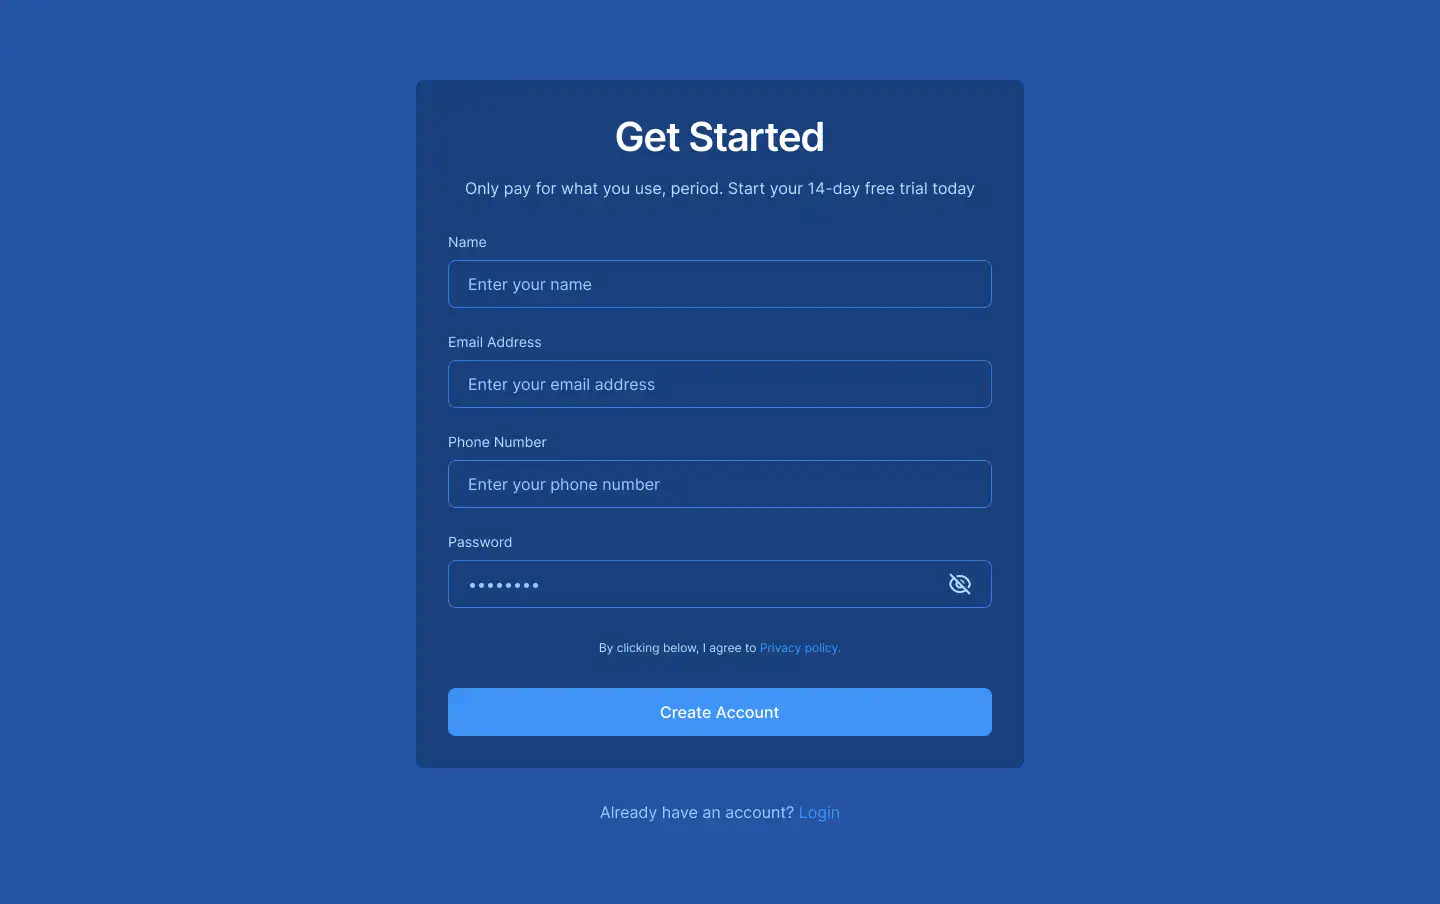 Get Started
Only pay for what you use, period. Start your 14-day free trial today
Name
Enter your name
Email Address
Enter your email address
Phone Number
Enter your phone number
Password
••••••••
By clicking below, I agree to Privacy policy.
Create Account
Already have an account? Login